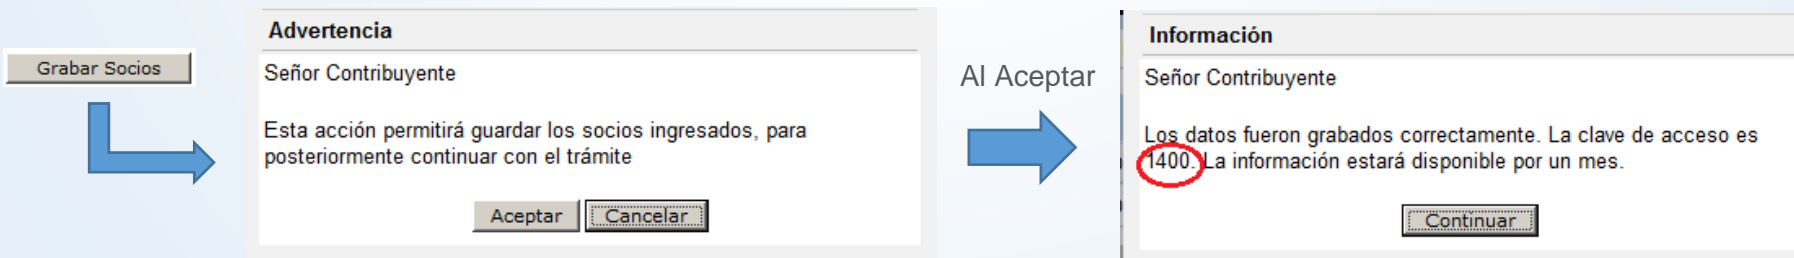 Grabar Socios
Advertencia
Señor Contribuyente
Esta acción permitirá guardar los socios ingresados, para
posteriormente continuar con el trámite
Aceptar
Cancelar
Al Aceptar
Información
Señor Contribuyente
Los datos fueron grabados correctamente. La clave de acceso es
1400. La información estará disponible por un mes.
Continuar